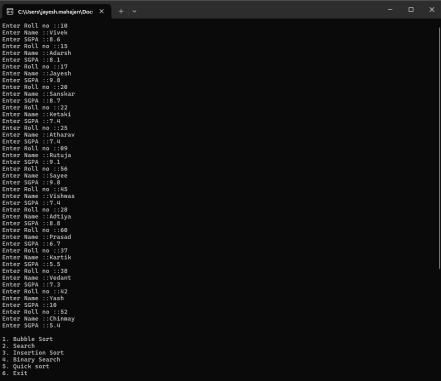 C:\Users\jayesh.mahajan\Doc
Enter Roll no ::10
Enter Name ::Vivek
Enter SGPA ::8.6
Enter Roll no ::15
Enter Name ::Adarsh
Enter SGPA ::8.1
Enter Roll no ::17
Enter Name ::Jayesh
Enter SGPA ::9.0
Enter Roll no ::20
Enter Name ::Sanskar
Enter SGPA ::8.7
Enter Roll no ::22
Enter Name ::Ketaki
Enter SGPA ::7.4
Enter Roll no ::25
Enter Name ::Atharav
Enter SGPA ::7.4
Enter Roll no ::09
Enter Name ::Rutuja
Enter SGPA ::9.1
Enter Roll no ::56
Enter Name ::Sayee
Enter SGPA ::9.8
Enter Roll no ::45
Enter Name ::Vishwas
Enter SGPA ::7.4
Enter Roll no ::28
Enter Name ::Adtiya
Enter SGPA ::8.8
Enter Roll no ::60
Enter Name ::Prasad
Enter SGPA ::6.7
Enter Roll no ::37
Enter Name ::Kartik
Enter SGPA ::5.5
Enter Roll no ::30
Enter Name ::Vedant
Enter SGPA ::7.3
Enter Roll no ::42
Enter Name ::Yash
Enter SGPA ::10
Enter Roll no ::52
Enter Name ::Chinmay
Enter SGPA ::5.4
1. Bubble Sort
2. Search
3. Insertion Sort
4. Binary Search
5. Quick sort
6. Exit